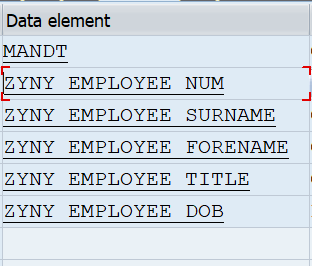 Data element
MANDT
ZYNY EMPLOYEE NUM
ZYNY EMPLOYEE SURNAME
ZYNY EMPLOYEE FORENAME
ZYNY EMPLOYEE TITLE
ZYNY EMPLOYEE DOB